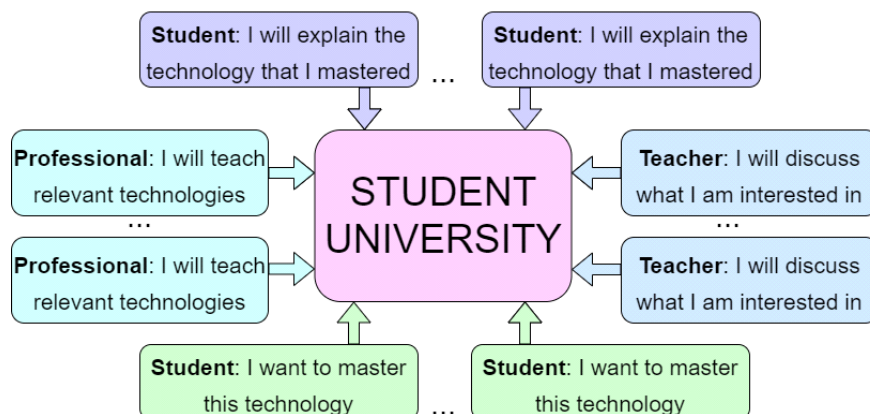 Student: I will explain the
technology that I mastered
...
Student: I will explain the
technology that I mastered
Professional: I will teach
relevant technologies
...
Professional: I will teach
relevant technologies
STUDENT
UNIVERSITY
Teacher: I will discuss
what I am interested in
...
Teacher: I will discuss
what I am interested in
Student: I want to master
this technology
...
Student: I want to master
this technology